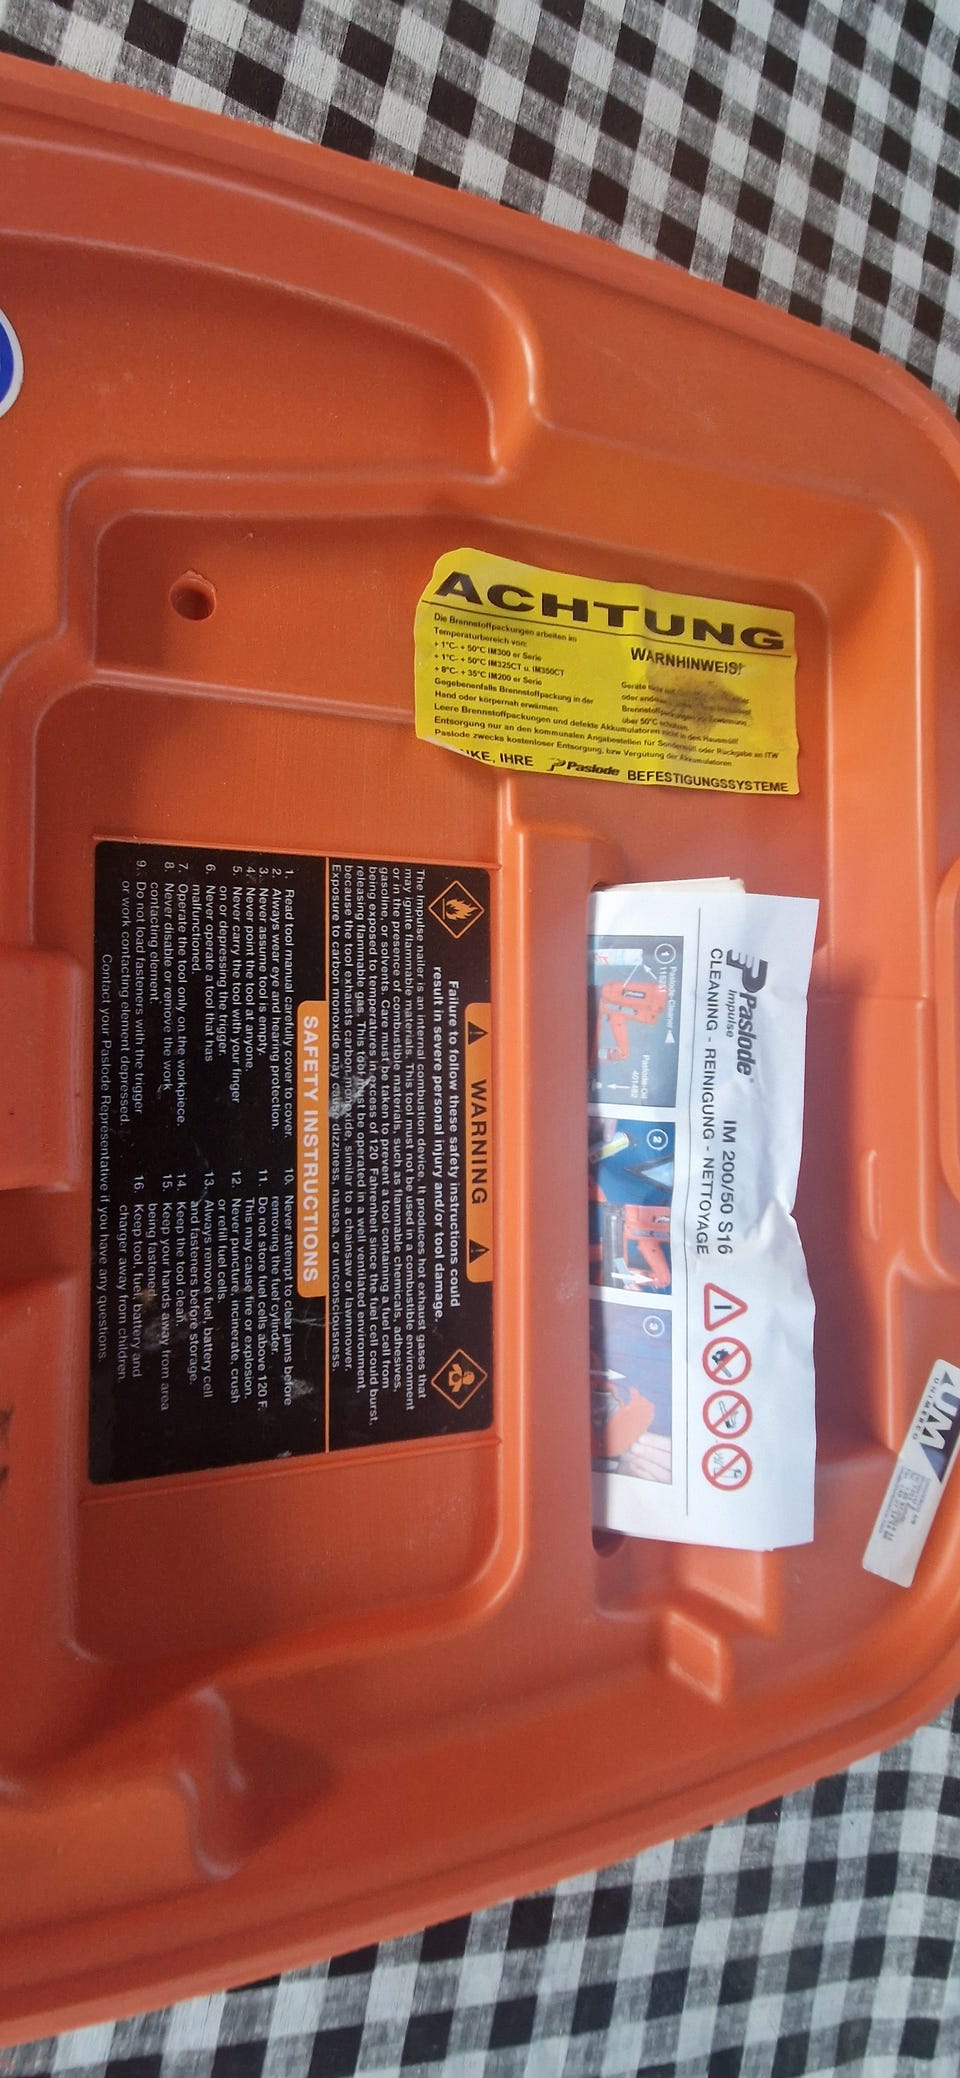 ACHTUNG
Die Brennstoffpackungen arbeiten im
Temperaturbereich von:
+ 1°C- + 50°C IM300 er Serie
+ 1°C- + 50°C IM325CT u. IM350CT
+ 8°C- + 35°C IM200 er Serie
Gegebenenfalls Brennstoffpackung in der
Hand oder körpernah erwärmen.
WARNHINWEIS!
Geräte nicht
oder
Brennstoffpackungen
über 50°C schützen
Leere Brennstoffpackungen und defekte Akkumulatoren nicht in den Hausmüll!
Entsorgung nur an den kommunalen Angabestellen für Sondermüll oder Rückgabe an ITW
Paslode zwecks kostenloser Entsorgung, bzw Vergütung der Akkumulatoren
IHRE Paslode BEFESTIGUNGSSYSTEME
Paslode®
Impulse
IM 200/50 S16
CLEANING - REINIGUNG - NETTOYAGE
1
Paslode-Cleaner
115251
Paslode-Oil
401482
2
3
UM
UNIMERCO
WARNING
Failure to follow these safety instructions could
result in severe personal injury and/or tool damage.
The Impulse nailer is an internal combustion device. It produces hot exhaust gases that
may ignite flammable materials. This tool must not be used in a combustible environment
or in the presence of combustible materials, such as flammable chemicals, adhesives,
gasoline, or solvents. Care must be taken to prevent a tool containing a fuel cell from
being exposed to temperatures in excess of 120 Fahrenheit since the fuel cell could burst,
releasing flammable gas. This tool must be operated in a well ventilated environment,
because the tool exhausts carbon monoxide, similar to a chainsaw or lawnmower.
Exposure to carbon monoxide may cause dizziness, nausea, or unconsciousness.
SAFETY INSTRUCTIONS
1. Read tool manual carefully cover to cover.
2. Always wear eye and hearing protection.
3. Never assume tool is empty.
4. Never point the tool at anyone.
5. Never carry the tool with your finger
on or depressing the trigger.
6. Never operate a tool that has
malfunctioned.
7. Operate the tool only on the workpiece.
8. Never disable or remove the work
contacting element.
9. Do not load fasteners with the trigger
or work contacting element depressed.
10. Never attempt to clear jams before
removing the fuel cylinder.
11. Do not store fuel cells above 120 F.
This may cause fire or explosion.
12. Never puncture, incinerate, crush
or refill fuel cells.
13. Always remove fuel, battery cell
and fasteners before storage.
14. Keep the tool clean.
15. Keep your hands away from area
being fastened.
16. Keep tool, fuel, battery and
charger away from children.
Contact your Paslode Representative if you have any questions.